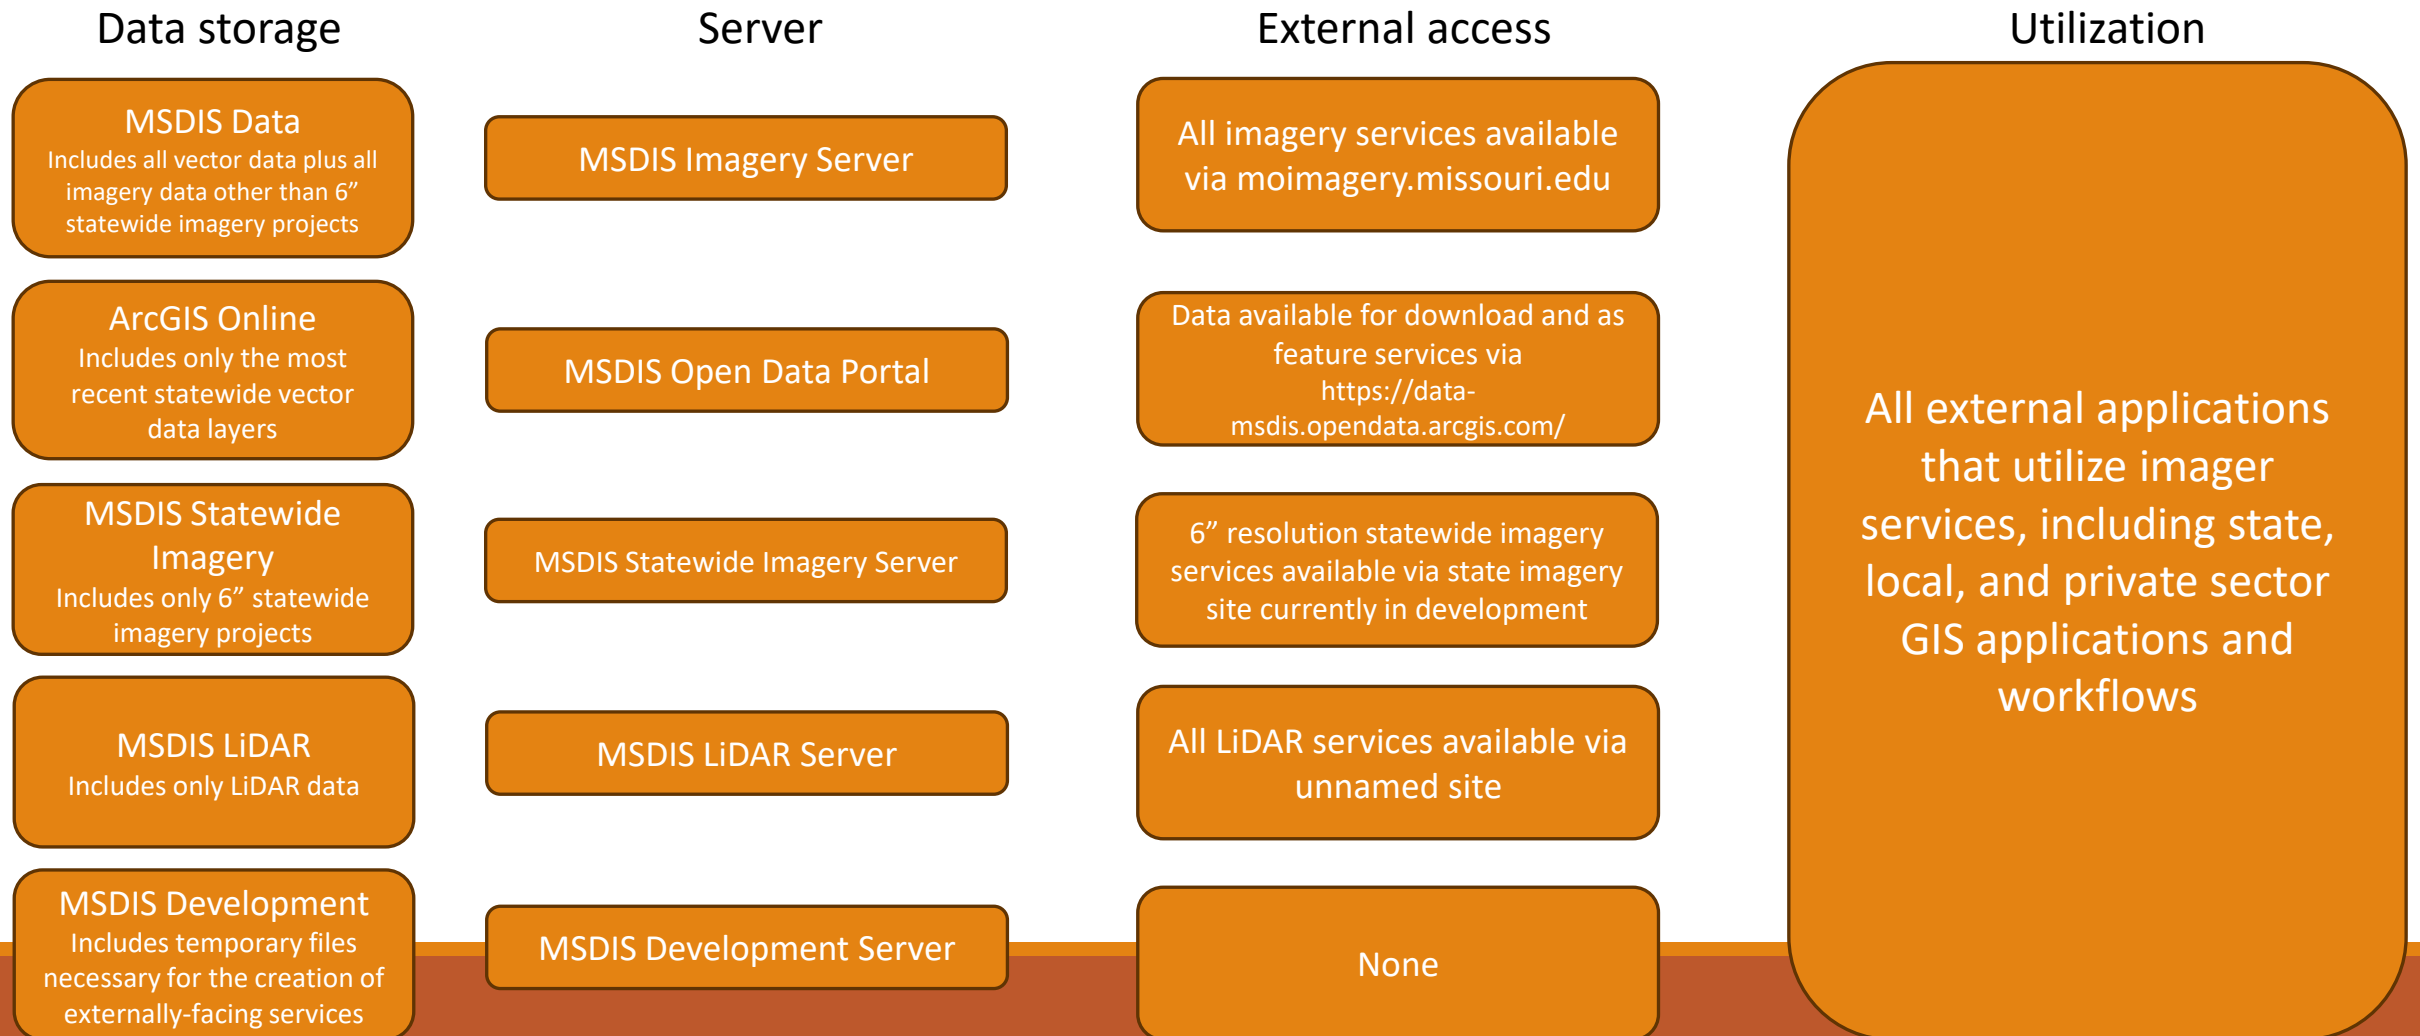 Data storage
Server
External access
Utilization
MSDIS Data
Includes all vector data plus all
imagery data other than 6”
statewide imagery projects
MSDIS Imagery Server
All imagery services available
via moimagery.missouri.edu
ArcGIS Online
Includes only the most
recent statewide vector
data layers
MSDIS Open Data Portal
Data available for download and as
feature services via
https://data-
msdis.opendata.arcgis.com/
MSDIS Statewide
Imagery
Includes only 6” statewide
imagery projects
MSDIS Statewide Imagery Server
6” resolution statewide imagery
services available via state imagery
site currently in development
MSDIS LiDAR
Includes only LiDAR data
MSDIS LiDAR Server
All LiDAR services available via
unnamed site
MSDIS Development
Includes temporary files
necessary for the creation of
externally-facing services
MSDIS Development Server
None
All external applications
that utilize imager
services, including state,
local, and private sector
GIS applications and
workflows